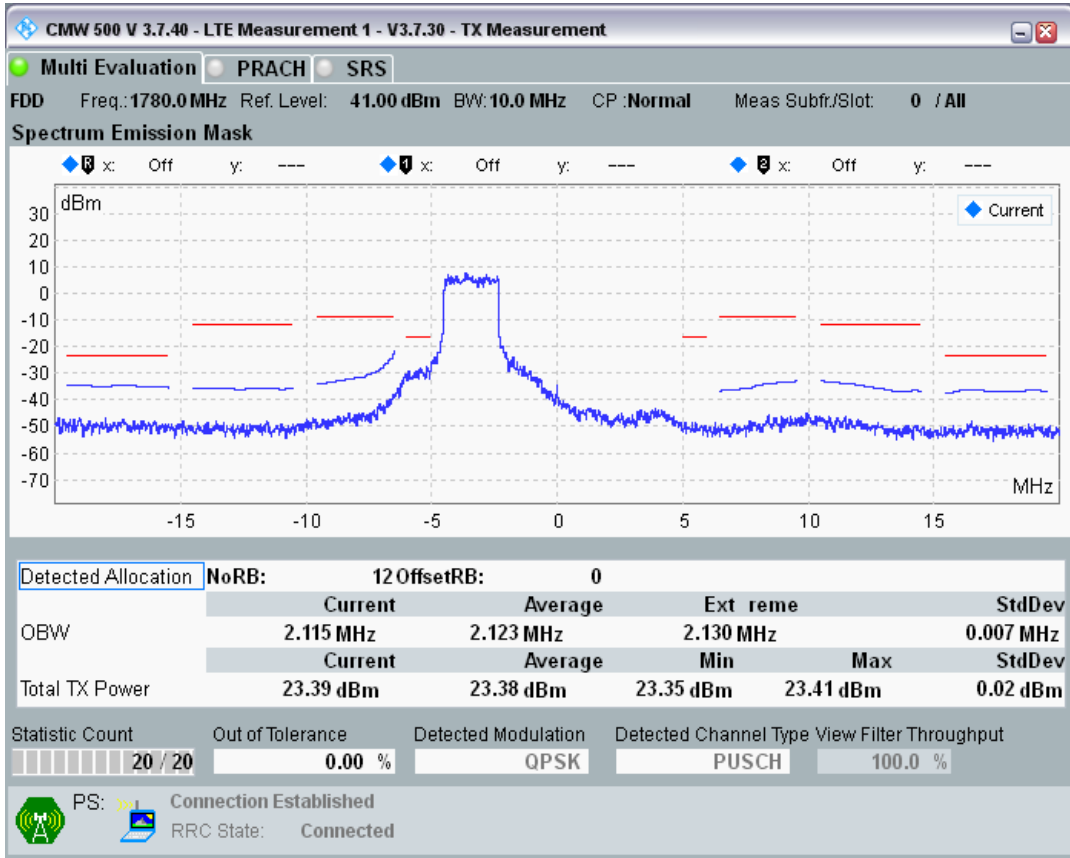 CMW 500 V 3.7.40 - LTE Measurement 1 - V3.7.30 - TX Measurement
Multi Evaluation PRACH SRS
FDD Freq.: 1780.0 MHz Ref. Level: 41.00 dBm BW: 10.0 MHz CP : Normal Meas Subfr./Slot: 0 / All
Spectrum Emission Mask
R x: Off y: --- 1 x: Off y: --- 2 x: Off y: ---
dBm
Current
30
20
10
0
-10
-20
-30
-40
-50
-60
-70
MHz
-15 -10 -5 0 5 10 15
Detected Allocation NoRB: 12 OffsetRB: 0
Current Average Ext reme StdDev
OBW 2.115 MHz 2.123 MHz 2.130 MHz 0.007 MHz
Current Average Min Max StdDev
Total TX Power 23.39 dBm 23.38 dBm 23.35 dBm 23.41 dBm 0.02 dBm
Statistic Count Out of Tolerance Detected Modulation Detected Channel Type View Filter Throughput
20 / 20 0.00 % QPSK PUSCH 100.0 %
PS: Connection Established
RRC State: Connected